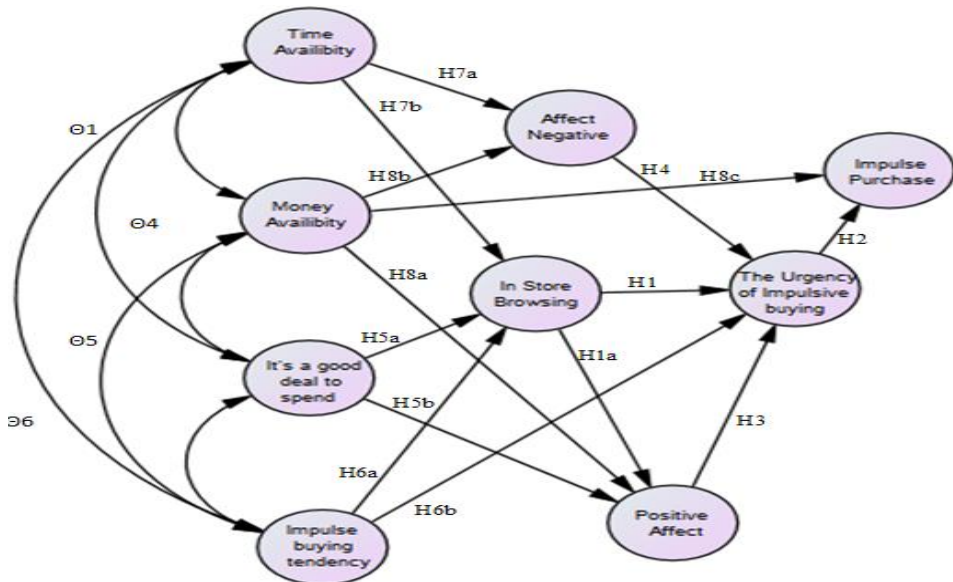 Time
Availibity
H7a
H7b
Affect
Negative
Θ1
H8b
H4
H8c
Impulse
Purchase
Money
Availibity
Θ4
H8a
H2
In Store
Browsing
H1
The Urgency
of Impulsive
buying
Θ5
H5a
H1a
It's a good
deal to
spend
H5b
Θ6
H3
H6a
H6b
Impulse
buying
tendency
Positive
Affect